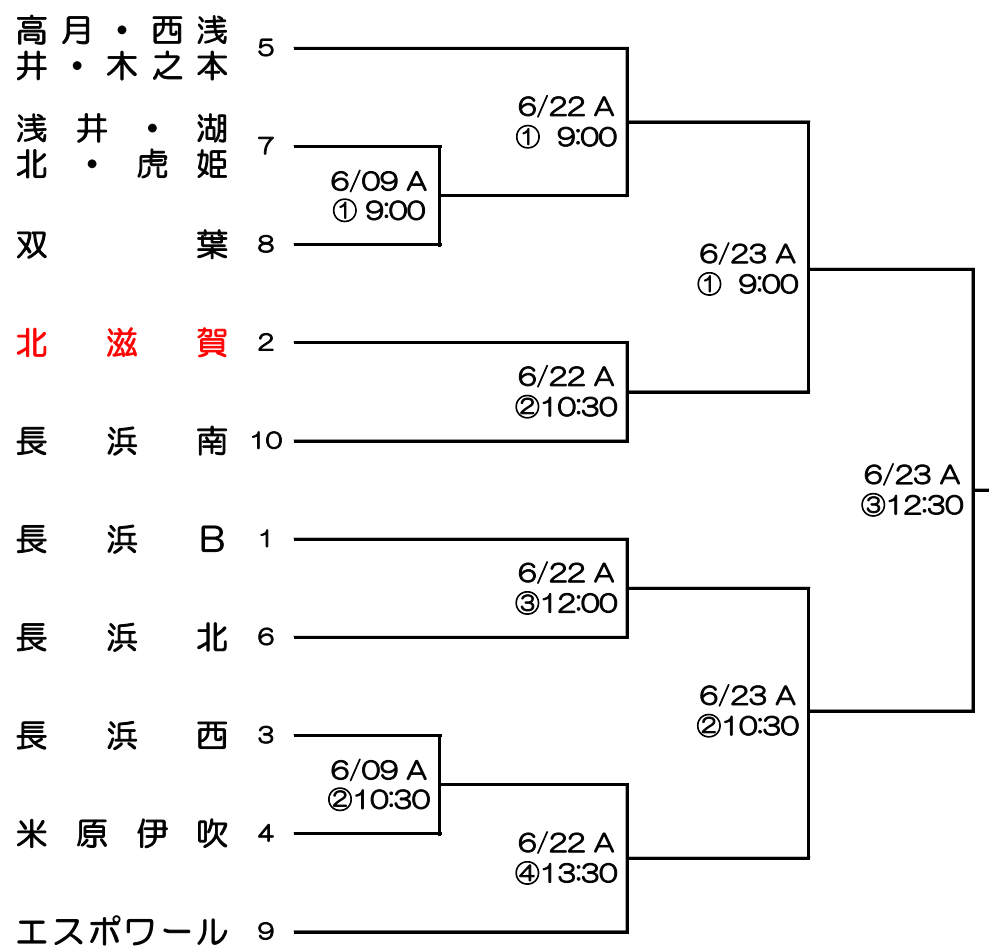 高月・西浅
井・木之本
5
6/22 A
① 9:00
浅井・湖
北・虎姫
7
6/09 A
① 9:00
双葉
8
6/23 A
① 9:00
北滋賀
2
6/22 A
②10:30
長浜南
10
6/23 A
③12:30
長浜B
1
6/22 A
③12:00
長浜北
6
6/23 A
②10:30
長浜西
3
6/09 A
②10:30
米原伊吹
4
6/22 A
④13:30
エスポワール
9